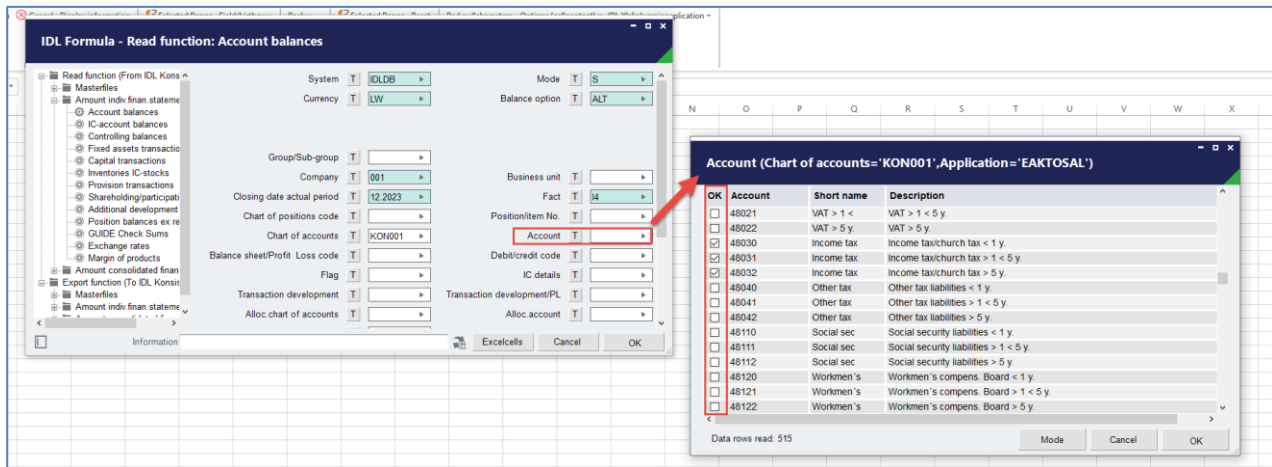 IDL Formula - Read function: Account balances
Read function (From IDL Kons
Masterfiles
Amount indiv.finan.stateme
Account balances
IC-account balances
Controlling balances
Fixed assets transactio
Capital transactions
Inventories IC-stocks
Provision transactions
Shareholding/participati
Additional development
Position balances ex re
GUIDE Check Sums
Exchange rates
Margin of products
Amount consolidated finan
Export function (To IDL Konsis
Masterfiles
Amount indiv.finan.stateme
System T IDLDB Mode T S
Currency T LW Balance option T ALT
Group/Sub-group T
Company T 001 Business unit T
Closing date actual period T 12.2023 Fact T I4
Chart of positions code T Position/item No. T
Chart of accounts T KON001 Account T
Balance sheet/Profit Loss code T Debit/credit code T
Flag T IC details T
Transaction development T Transaction development/PL T
Alloc.chart of accounts T Alloc.account T
Information Excelcells Cancel OK
N O P Q R S T U V W X
Account (Chart of accounts='KON001',Application='EAKTOSAL')
OK Account Short name Description
48021 VAT > 1 < VAT > 1 < 5 y.
48022 VAT > 5 y. VAT > 5 y.
48030 Income tax Income tax/church tax < 1 y.
48031 Income tax Income tax/church tax > 1 < 5 y.
48032 Income tax Income tax/church tax > 5 y.
48040 Other tax Other tax liabilities < 1 y.
48041 Other tax Other tax liabilities > 1 < 5 y.
48042 Other tax Other tax liabilities > 5 y.
48110 Social sec Social security liabilities < 1 y.
48111 Social sec Social security liabilities > 1 < 5 y.
48112 Social sec Social security liabilities > 5 y.
48120 Workmen´s Workmen´s compens. Board < 1 y.
48121 Workmen´s Workmen´s compens. Board > 1 < 5 y.
48122 Workmen´s Workmen´s compens. Board > 5 y.
Data rows read: 515 Mode Cancel OK